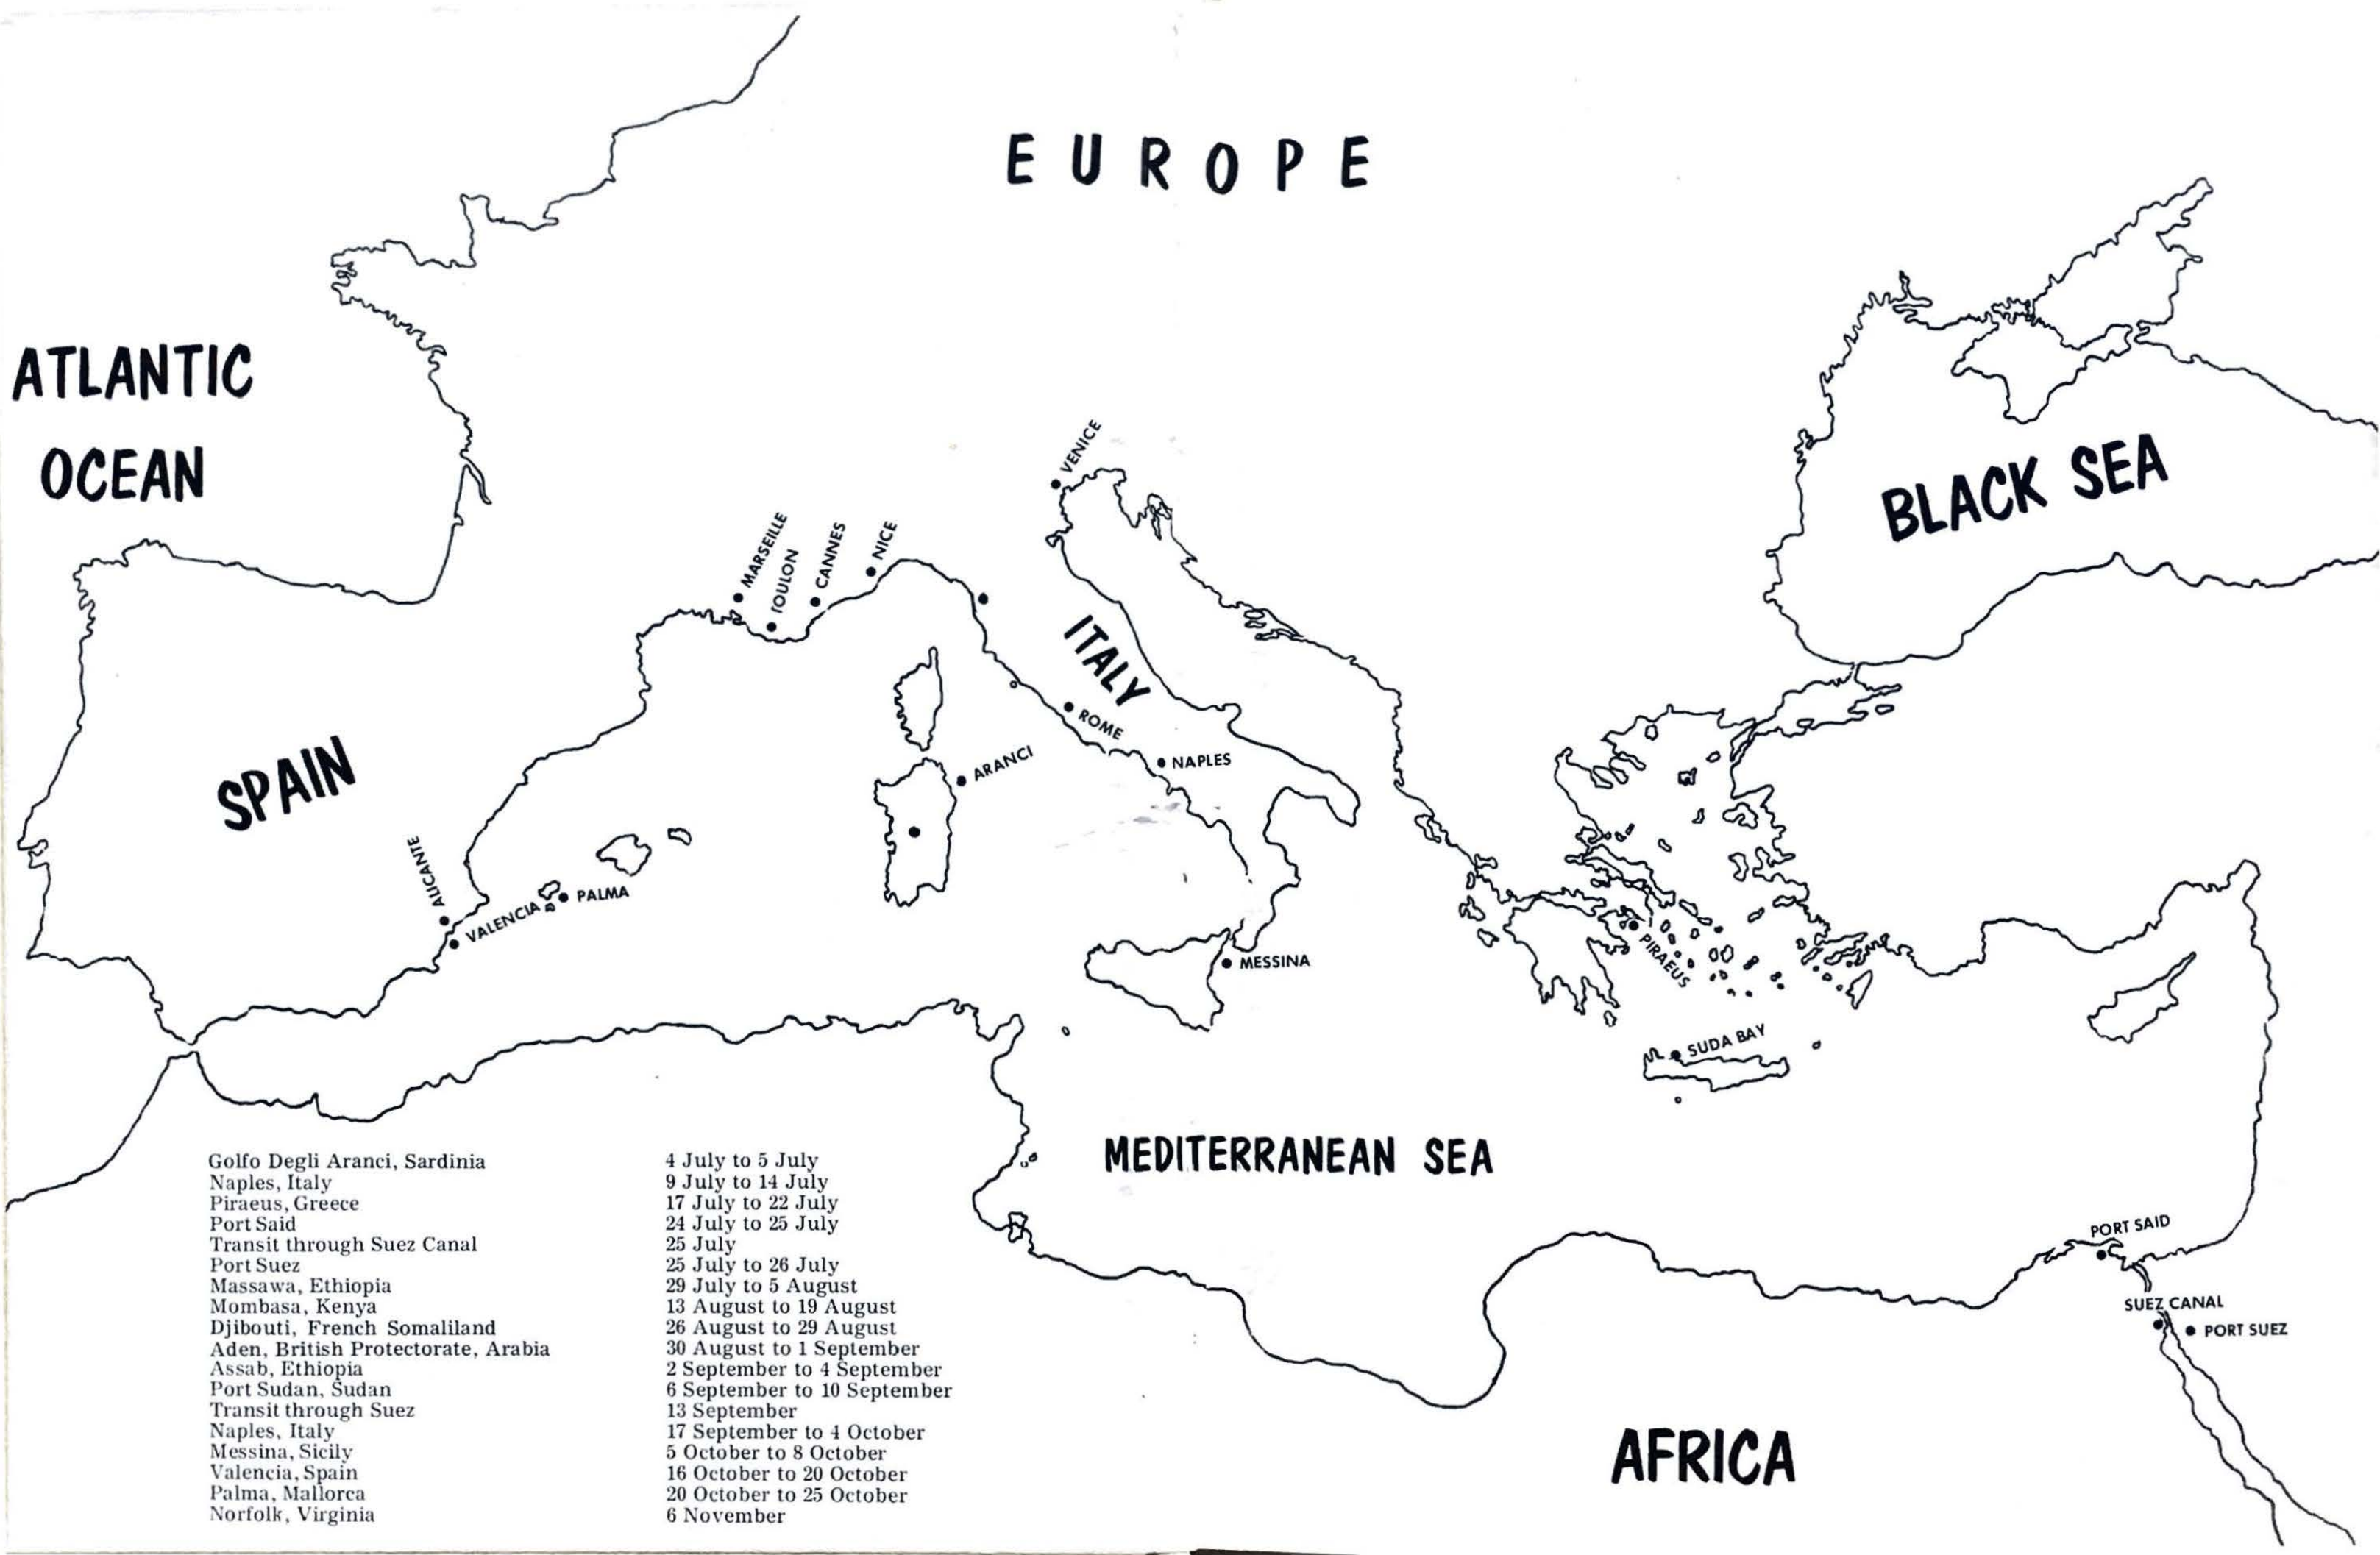 EUROPE
ATLANTIC
OCEAN
BLACK SEA
VENICE
MARSEILLE
TOULON
CANNES
NICE
ITALY
ROME
NAPLES
ARANCI
SPAIN
ALICANTE
VALENCIA
PALMA
MESSINA
PIRAEUS
SUDA BAY
MEDITERRANEAN SEA
PORT SAID
SUEZ CANAL
PORT SUEZ
AFRICA
Golfo Degli Aranci, Sardinia 4 July to 5 July
Naples, Italy 9 July to 14 July
Piraeus, Greece 17 July to 22 July
Port Said 24 July to 25 July
Transit through Suez Canal 25 July
Port Suez 25 July to 26 July
Massawa, Ethiopia 29 July to 5 August
Mombasa, Kenya 13 August to 19 August
Djibouti, French Somaliland 26 August to 29 August
Aden, British Protectorate, Arabia 30 August to 1 September
Assab, Ethiopia 2 September to 4 September
Port Sudan, Sudan 6 September to 10 September
Transit through Suez 13 September
Naples, Italy 17 September to 4 October
Messina, Sicily 5 October to 8 October
Valencia, Spain 16 October to 20 October
Palma, Mallorca 20 October to 25 October
Norfolk, Virginia 6 November